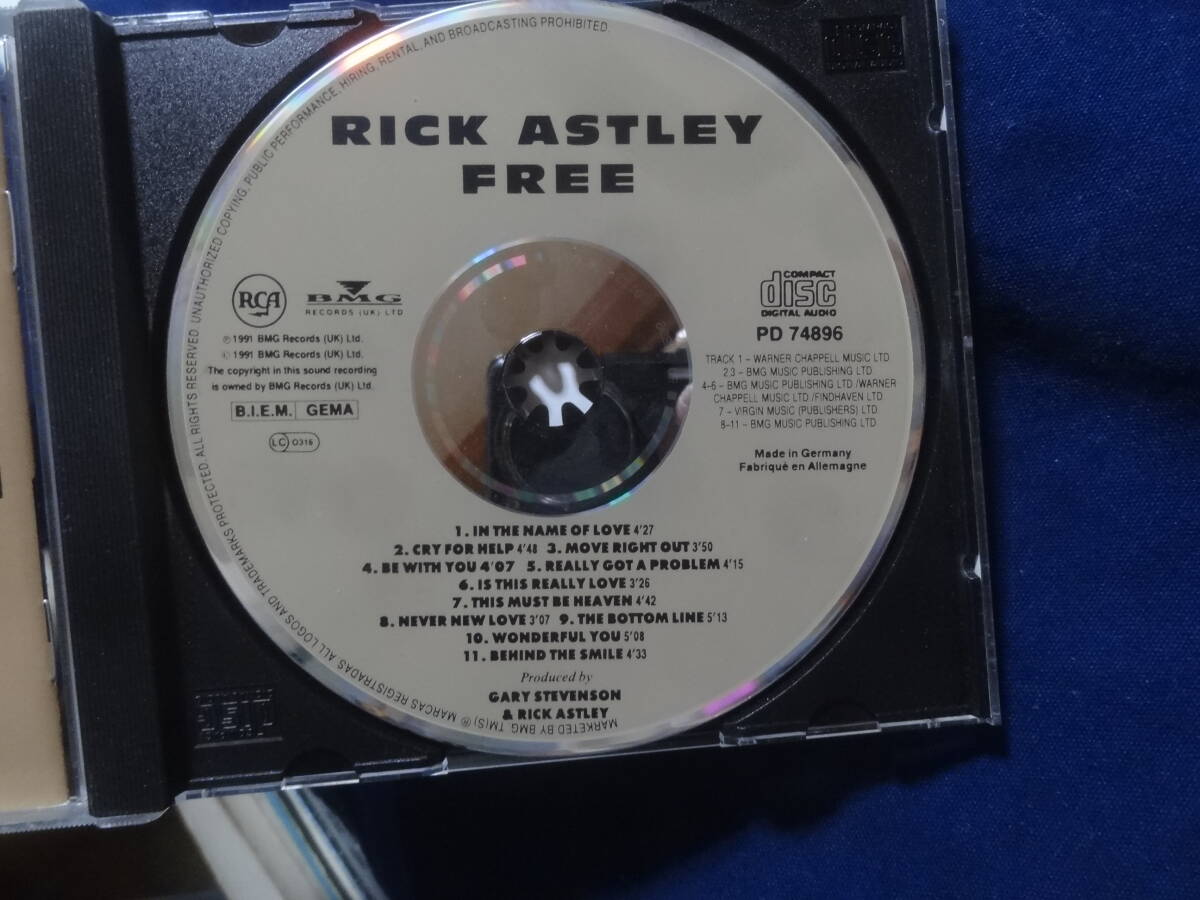 RICK ASTLEY
FREE
RCA
BMG
RECORDS (UK) LTD
℗ 1991 BMG Records (UK) Ltd.
© 1991 BMG Records (UK) Ltd.
The copyright in this sound recording
is owned by BMG Records (UK) Ltd.
B.I.E.M. GEMA
LC 0316
COMPACT
disc
DIGITAL AUDIO
PD 74896
TRACK 1 – WARNER CHAPPELL MUSIC LTD
2,3 – BMG MUSIC PUBLISHING LTD
4–6 – BMG MUSIC PUBLISHING LTD /WARNER
CHAPPELL MUSIC LTD /FINDHAVEN LTD
7 – VIRGIN MUSIC (PUBLISHERS) LTD
8–11 – BMG MUSIC PUBLISHING LTD
Made in Germany
Fabriqué en Allemagne
1. IN THE NAME OF LOVE 4'27
2. CRY FOR HELP 4'48 3. MOVE RIGHT OUT 3'50
4. BE WITH YOU 4'07 5. REALLY GOT A PROBLEM 4'15
6. IS THIS REALLY LOVE 3'26
7. THIS MUST BE HEAVEN 4'42
8. NEVER NEW LOVE 3'07 9. THE BOTTOM LINE 5'13
10. WONDERFUL YOU 5'08
11. BEHIND THE SMILE 4'33
Produced by
GARY STEVENSON
& RICK ASTLEY
MARKETED BY BMG TM(S) ® MARCAS REGISTRADAS ALL LOGOS AND TRADEMARKS PROTECTED. ALL RIGHTS RESERVED. UNAUTHORIZED COPYING, PUBLIC PERFORMANCE, HIRING, RENTAL, AND BROADCASTING PROHIBITED.